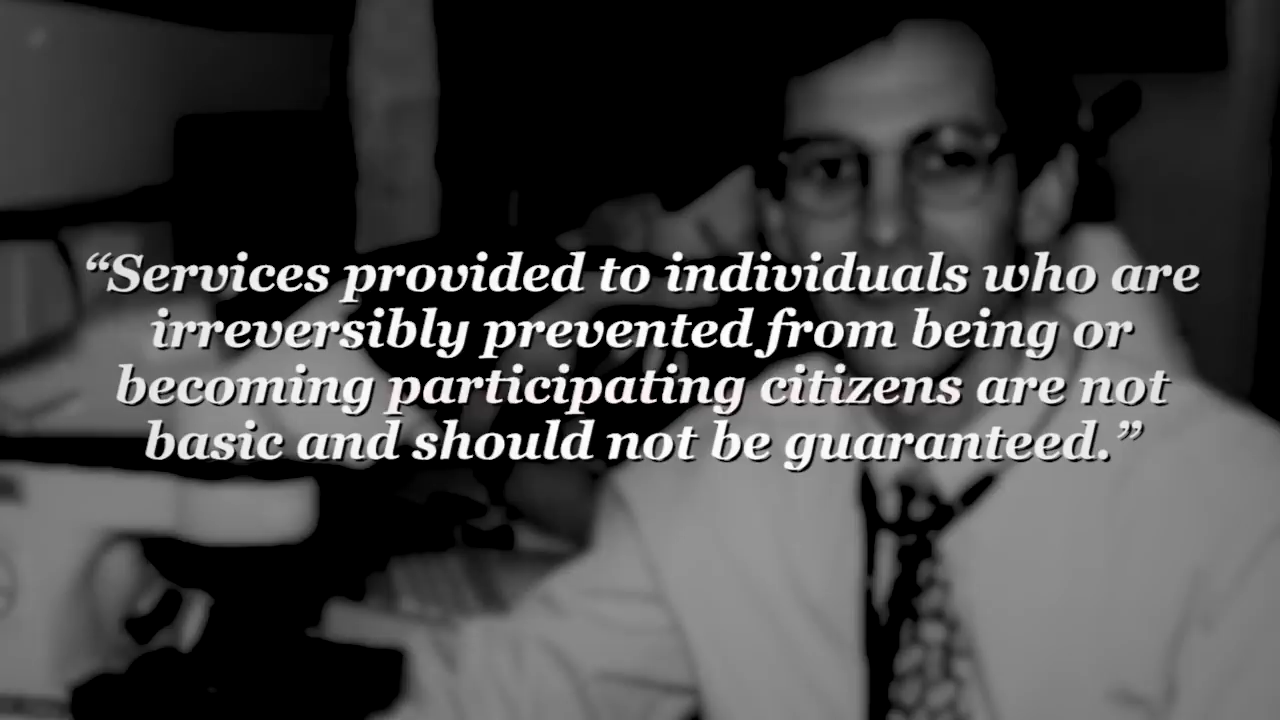 “Services provided to individuals who are
irreversibly prevented from being or
becoming participating citizens are not
basic and should not be guaranteed.”